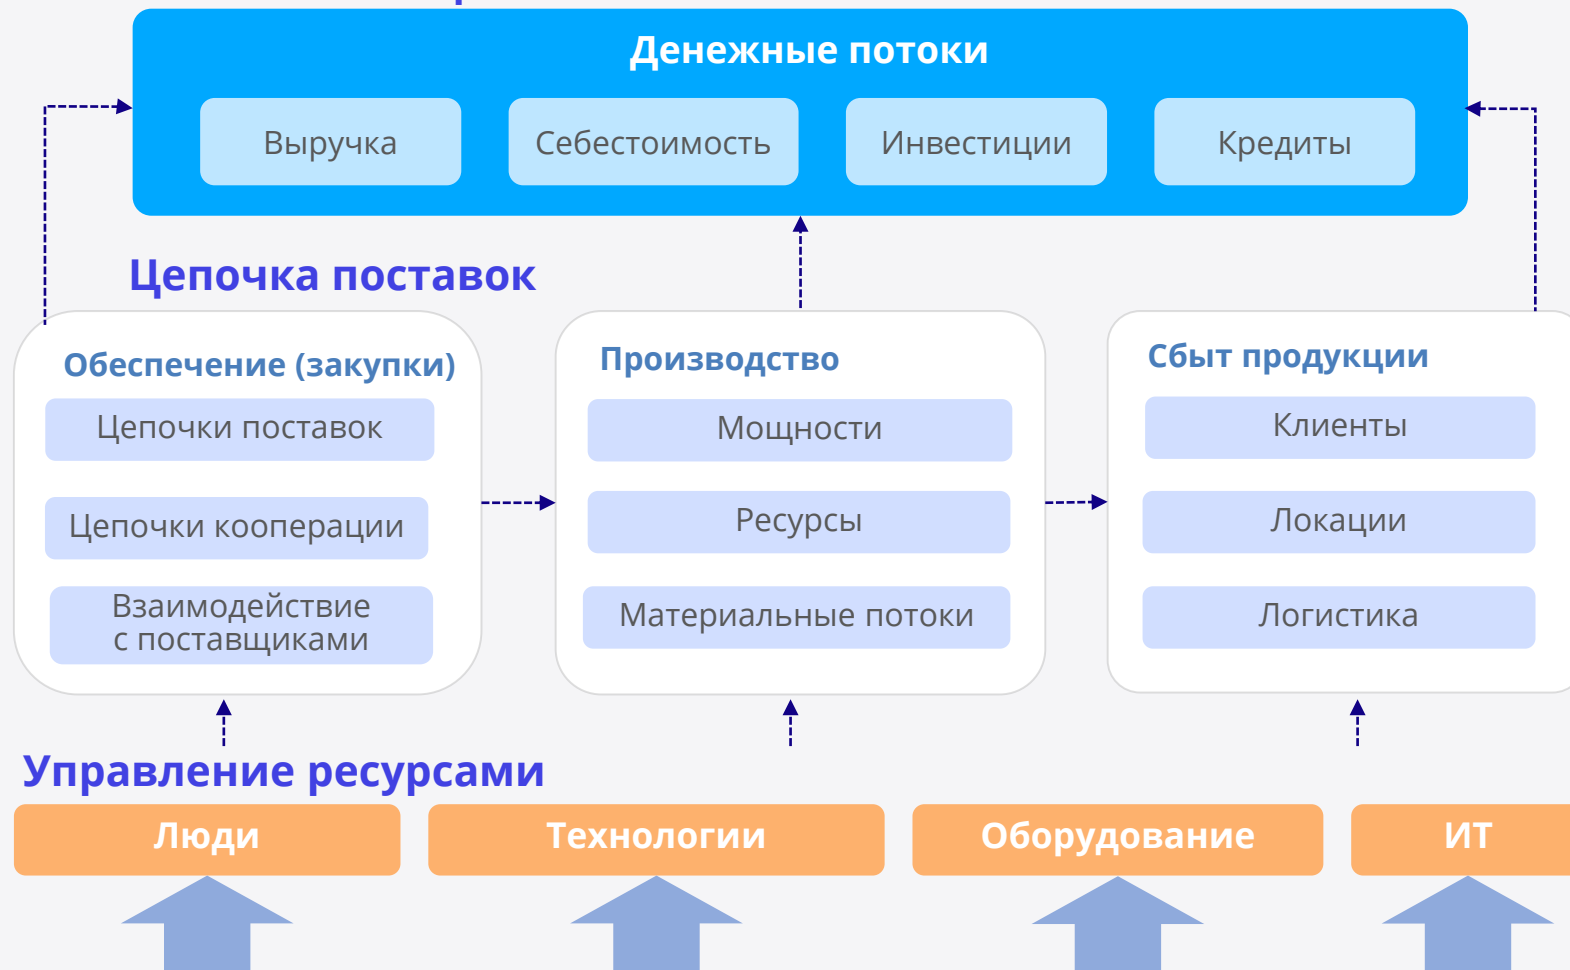 Денежные потоки
Выручка
Себестоимость
Инвестиции
Кредиты
Цепочка поставок
Обеспечение (закупки)
Цепочки поставок
Цепочки кооперации
Взаимодействие
с поставщиками
Производство
Мощности
Ресурсы
Материальные потоки
Сбыт продукции
Клиенты
Локации
Логистика
Управление ресурсами
Люди
Технологии
Оборудование
ИТ